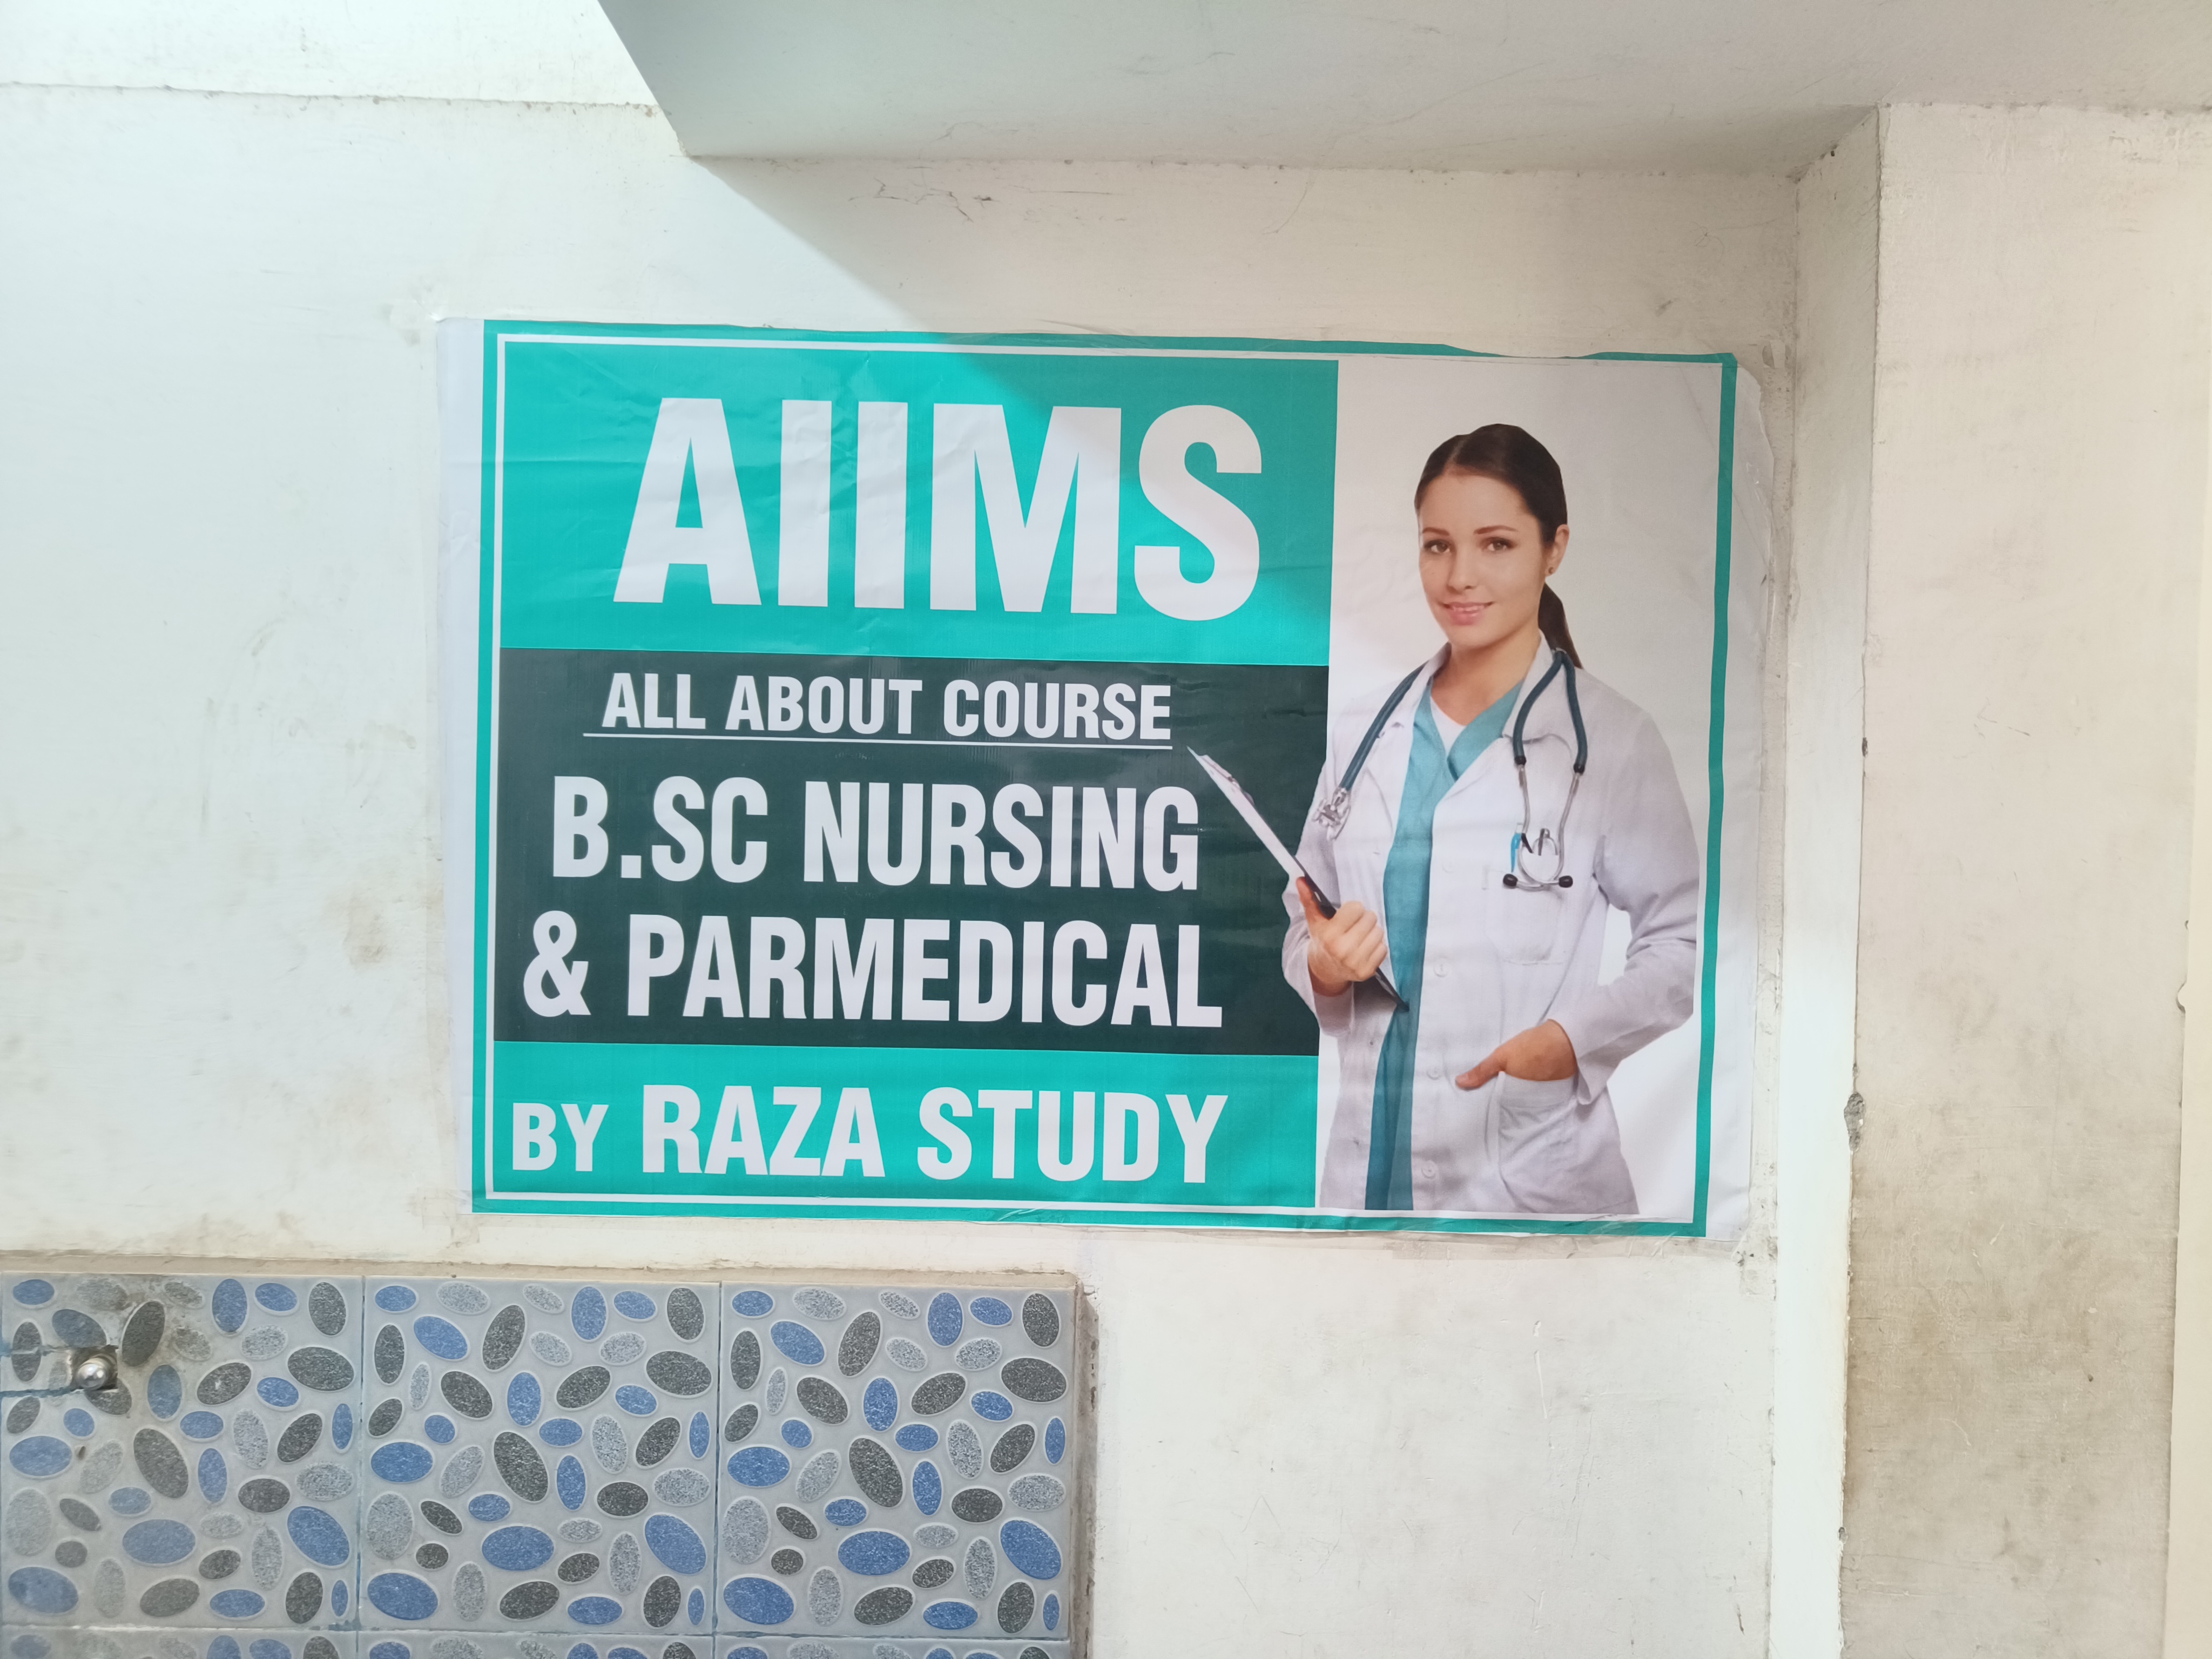 AIIMS
ALL ABOUT COURSE
B.SC NURSING
& PARMEDICAL
BY RAZA STUDY